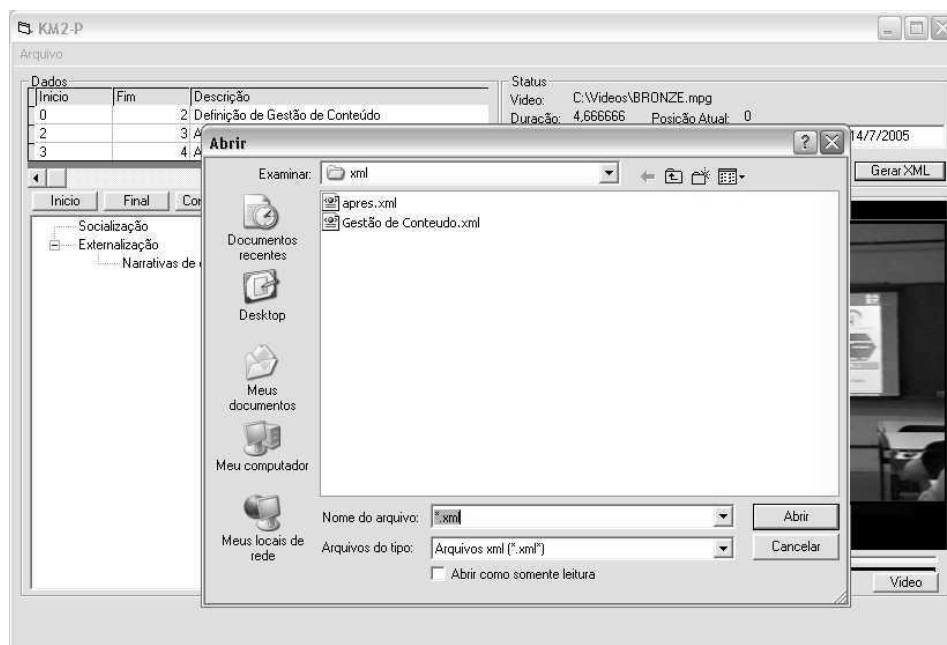 KM2-P
Arquivo
Dados
Inicio Fim Descrição
0 2 Definição de Gestão de Conteúdo
2 3 A
3 4 A
Status
Video: C:\Videos\BRONZE.mpg
Duração: 4,666666 Posição Atual: 0
14/7/2005
Gerar XML
Inicio Final Cor
Socialização
Externalização
Narrativas de
Abrir
Examinar: xml
apres.xml
Gestão de Conteudo.xml
Documentos
recentes
Desktop
Meus
documentos
Meu computador
Meus locais de
rede
Nome do arquivo: *.xml
Abrir
Arquivos do tipo: Arquivos xml (*.xml*)
Cancelar
Abrir como somente leitura
Video